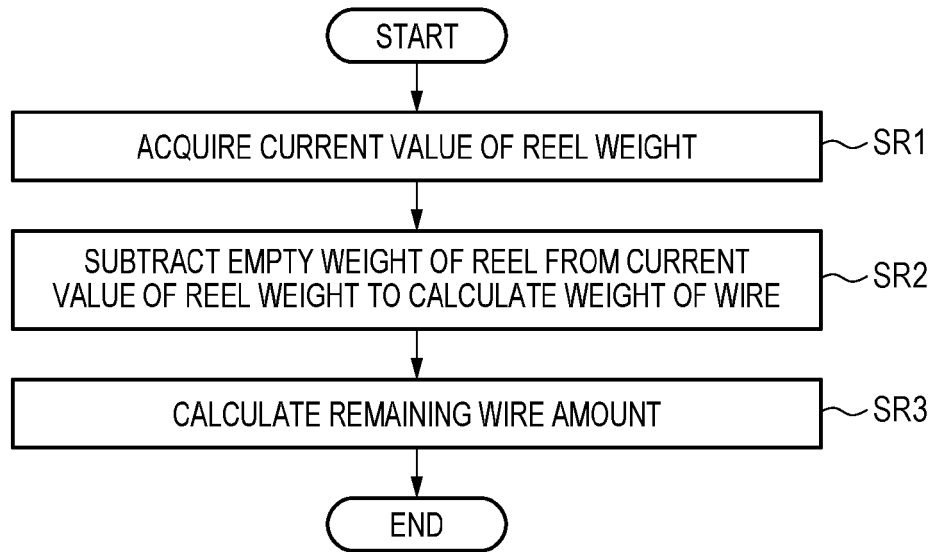 START
ACQUIRE CURRENT VALUE OF REEL WEIGHT
SR1
SUBTRACT EMPTY WEIGHT OF REEL FROM CURRENT
VALUE OF REEL WEIGHT TO CALCULATE WEIGHT OF WIRE
SR2
CALCULATE REMAINING WIRE AMOUNT
SR3
END